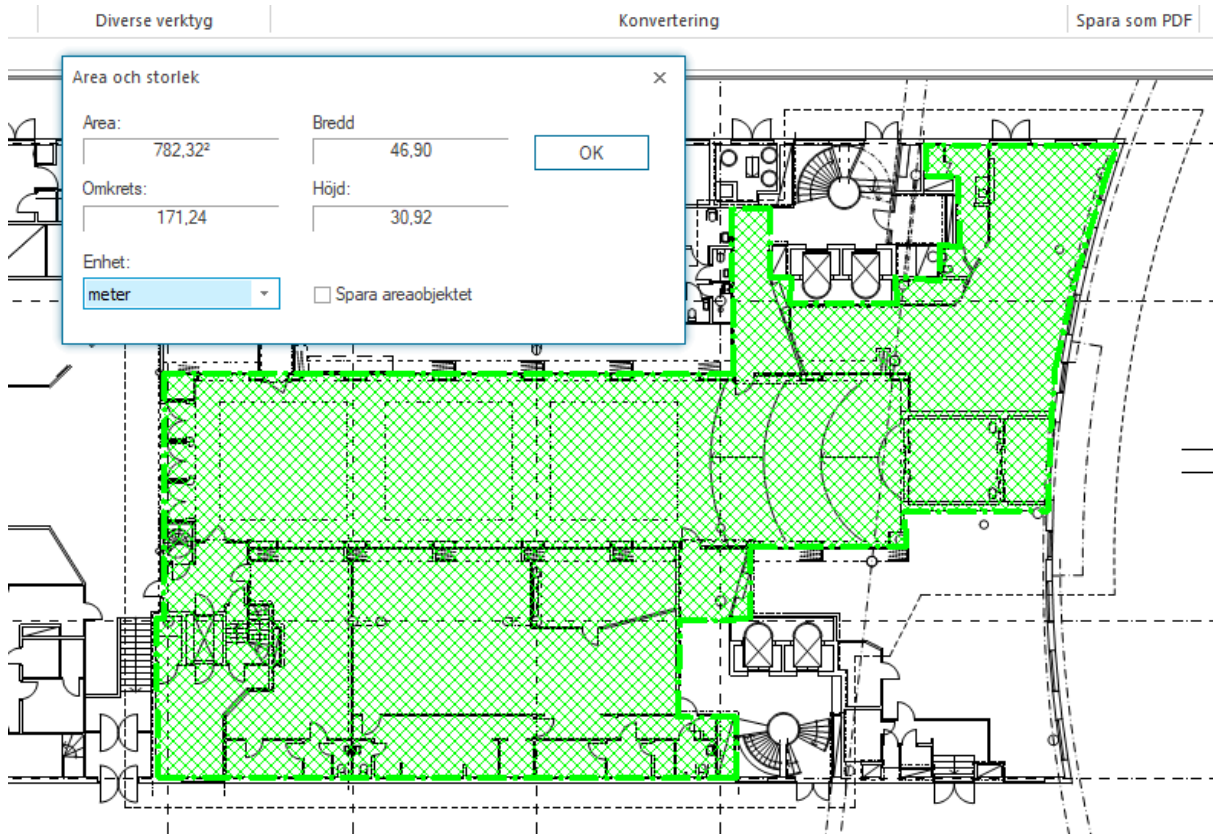 Diverse verktyg
Konvertering
Spara som PDF
Area och storlek
Area:
Bredd
782,32²
46,90
OK
Omkrets:
Höjd:
171,24
30,92
Enhet:
meter
Spara areaobjektet